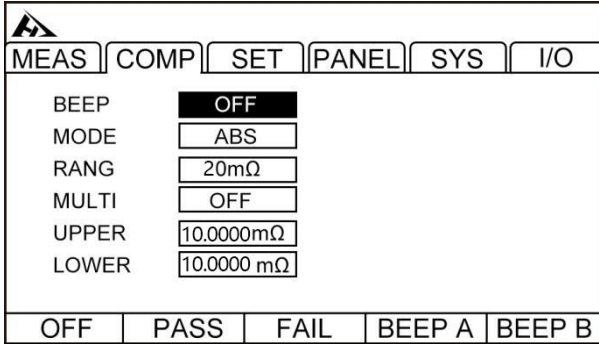 MEAS COMP SET PANEL SYS I/O
BEEP OFF
MODE ABS
RANG 20mΩ
MULTI OFF
UPPER 10.0000mΩ
LOWER 10.0000 mΩ
OFF PASS FAIL BEEP A BEEP B